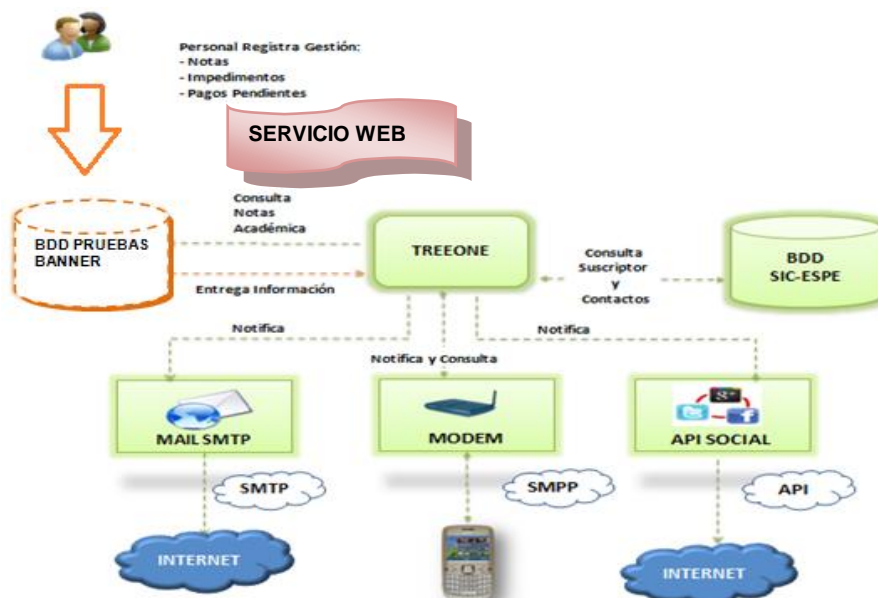 Personal Registra Gestión:
- Notas
- Impedimentos
- Pagos Pendientes
SERVICIO WEB
Consulta
Notas
Académica
BDD PRUEBAS
BANNER
TREEONE
Consulta
Suscriptor
y
Contactos
BDD
SIC-ESPE
Entrega Información
Notifica
Notifica y Consulta
Notifica
MAIL SMTP
MODEM
API SOCIAL
SMTP
SMPP
API
INTERNET
INTERNET